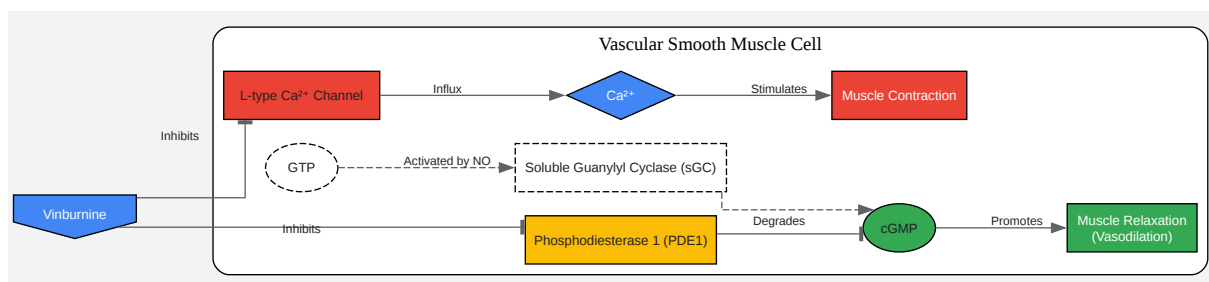 Vascular Smooth Muscle Cell
L-type Ca²⁺ Channel
Influx
Ca²⁺
Stimulates
Muscle Contraction
Inhibits
GTP
Activated by NO
Soluble Guanylyl Cyclase (sGC)
Vinburnine
Inhibits
Phosphodiesterase 1 (PDE1)
Degrades
cGMP
Promotes
Muscle Relaxation
(Vasodilation)